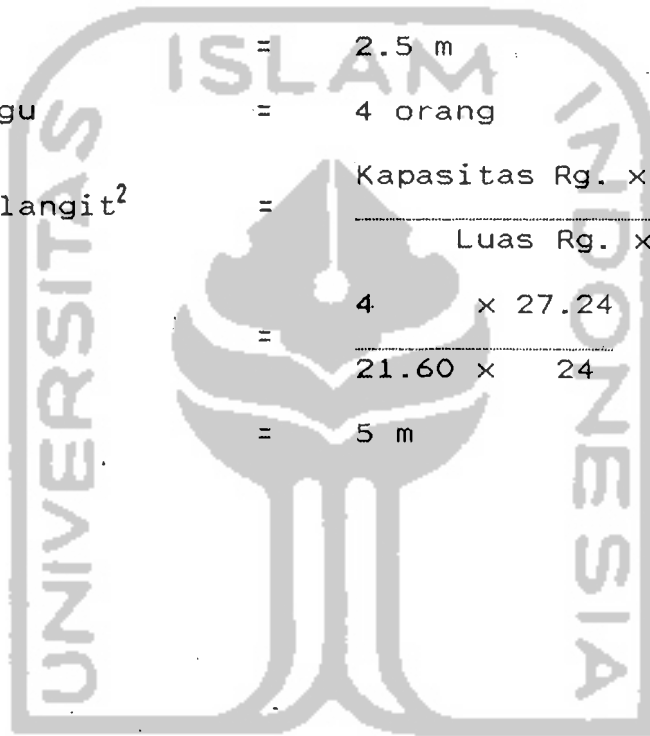 = 2.5 m
gu = 4 orang
langit² = Kapasitas Rg. ×
Luas Rg. ×
= 4 × 27.24
21.60 × 24
= 5 m
UNIVERSITAS ISLAM INDONESIA